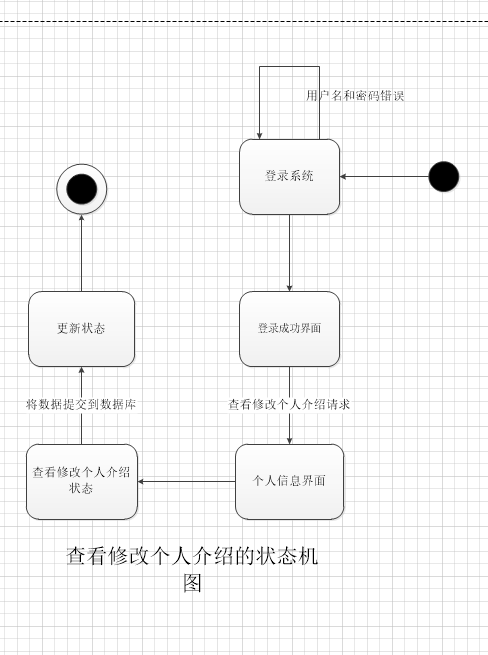 用户名和密码错误
登录系统
更新状态
登录成功界面
将数据提交到数据库
查看修改个人介绍请求
查看修改个人介绍
状态
个人信息界面
查看修改个人介绍的状态机
图